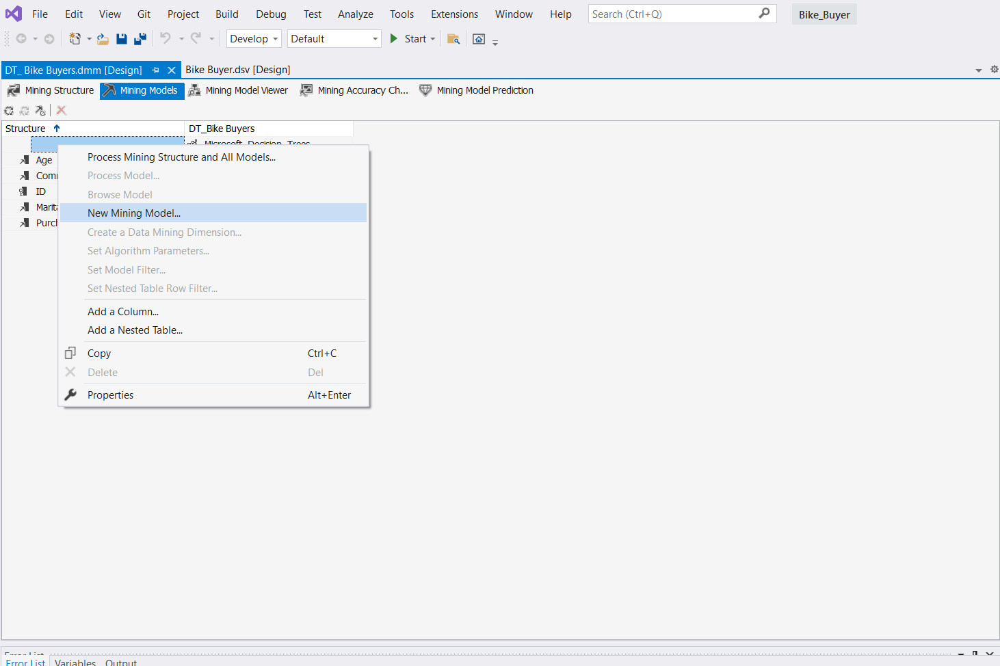 File Edit View Git Project Build Debug Test Analyze Tools Extensions Window Help Search (Ctrl+Q) Bike_Buyer
Develop Default Start
DT_ Bike Buyers.dmm [Design] Bike Buyer.dsv [Design]
Mining Structure Mining Models Mining Model Viewer Mining Accuracy Ch... Mining Model Prediction
Structure DT_Bike Buyers
Microsoft_Decision_Trees
Process Mining Structure and All Models...
Age
Process Model...
Comm
Browse Model
ID
New Mining Model...
Marita
Purch
Create a Data Mining Dimension...
Set Algorithm Parameters...
Set Model Filter...
Set Nested Table Row Filter...
Add a Column...
Add a Nested Table...
Copy Ctrl+C
Delete Del
Properties Alt+Enter
Error List
Error List Variables Output